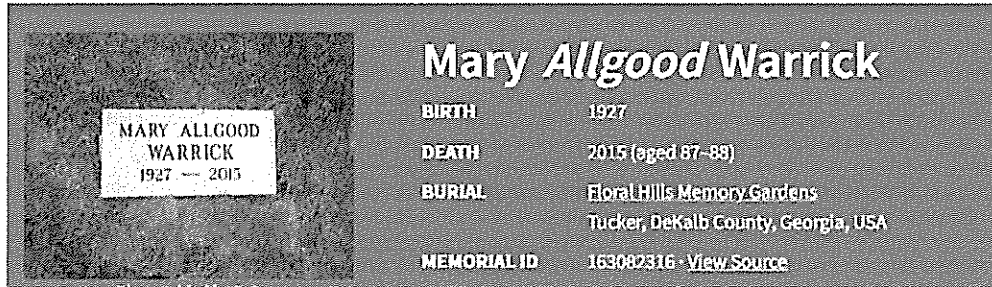 MARY ALLGOOD
WARRICK
1927 — 2015
Mary Allgood Warrick
BIRTH 1927
DEATH 2015 (aged 87–88)
BURIAL Floral Hills Memory Gardens
Tucker, DeKalb County, Georgia, USA
MEMORIAL ID 163082316 · View Source